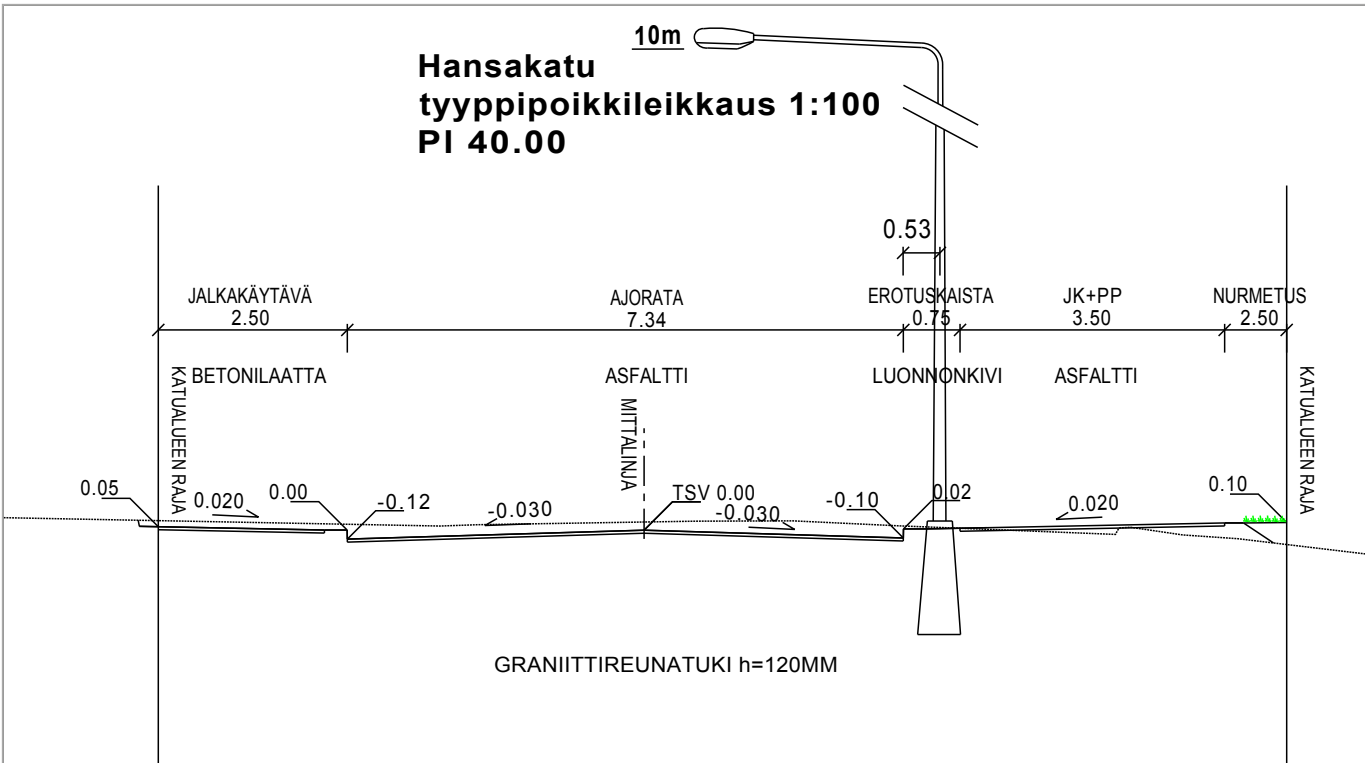 10m
Hansakatu
tyyppipoikkileikkaus 1:100
Pl 40.00
0.53
JALKAKÄYTÄVÄ AJORATA EROTUSKAISTA JK+PP NURMETUS
2.50 7.34 0.75 3.50 2.50
BETONILAATTA ASFALTTI LUONNONKIVI ASFALTTI
KATUALUEEN RAJA
MITTALINJA
KATUALUEEN RAJA
0.05 0.020 0.00 -0.12 -0.030 TSV 0.00 -0.030 -0.10 0.02 0.020 0.10
GRANIITTIREUNATUKI h=120MM